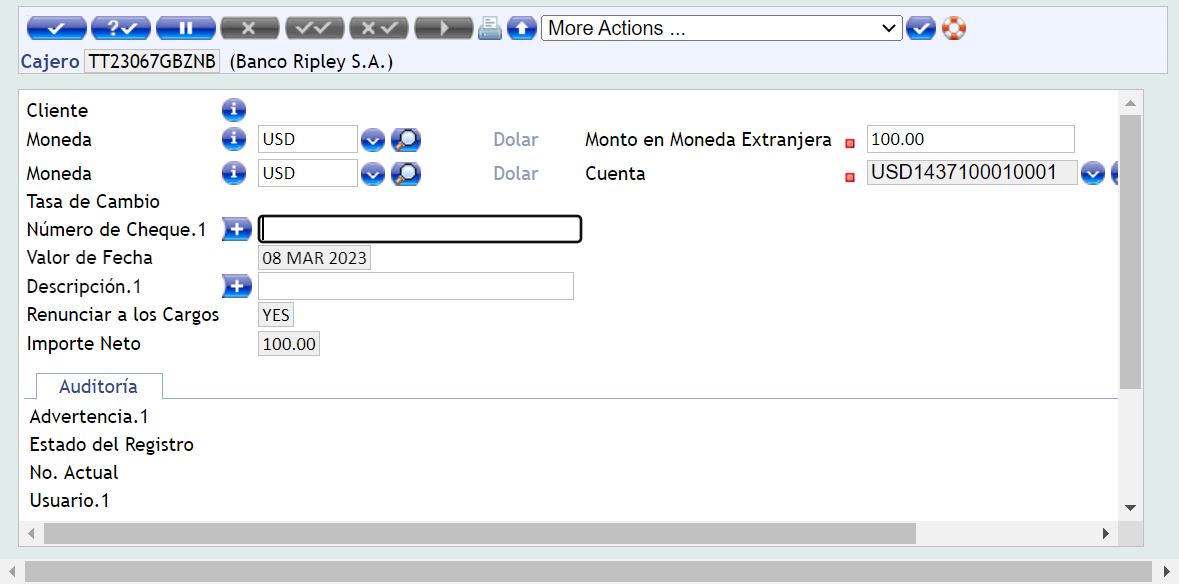 More Actions ...
Cajero TT23067GBZNB (Banco Ripley S.A.)
Cliente
Moneda USD Dolar Monto en Moneda Extranjera 100.00
Moneda USD Dolar Cuenta USD1437100010001
Tasa de Cambio
Número de Cheque.1
Valor de Fecha 08 MAR 2023
Descripción.1
Renunciar a los Cargos YES
Importe Neto 100.00
Auditoría
Advertencia.1
Estado del Registro
No. Actual
Usuario.1